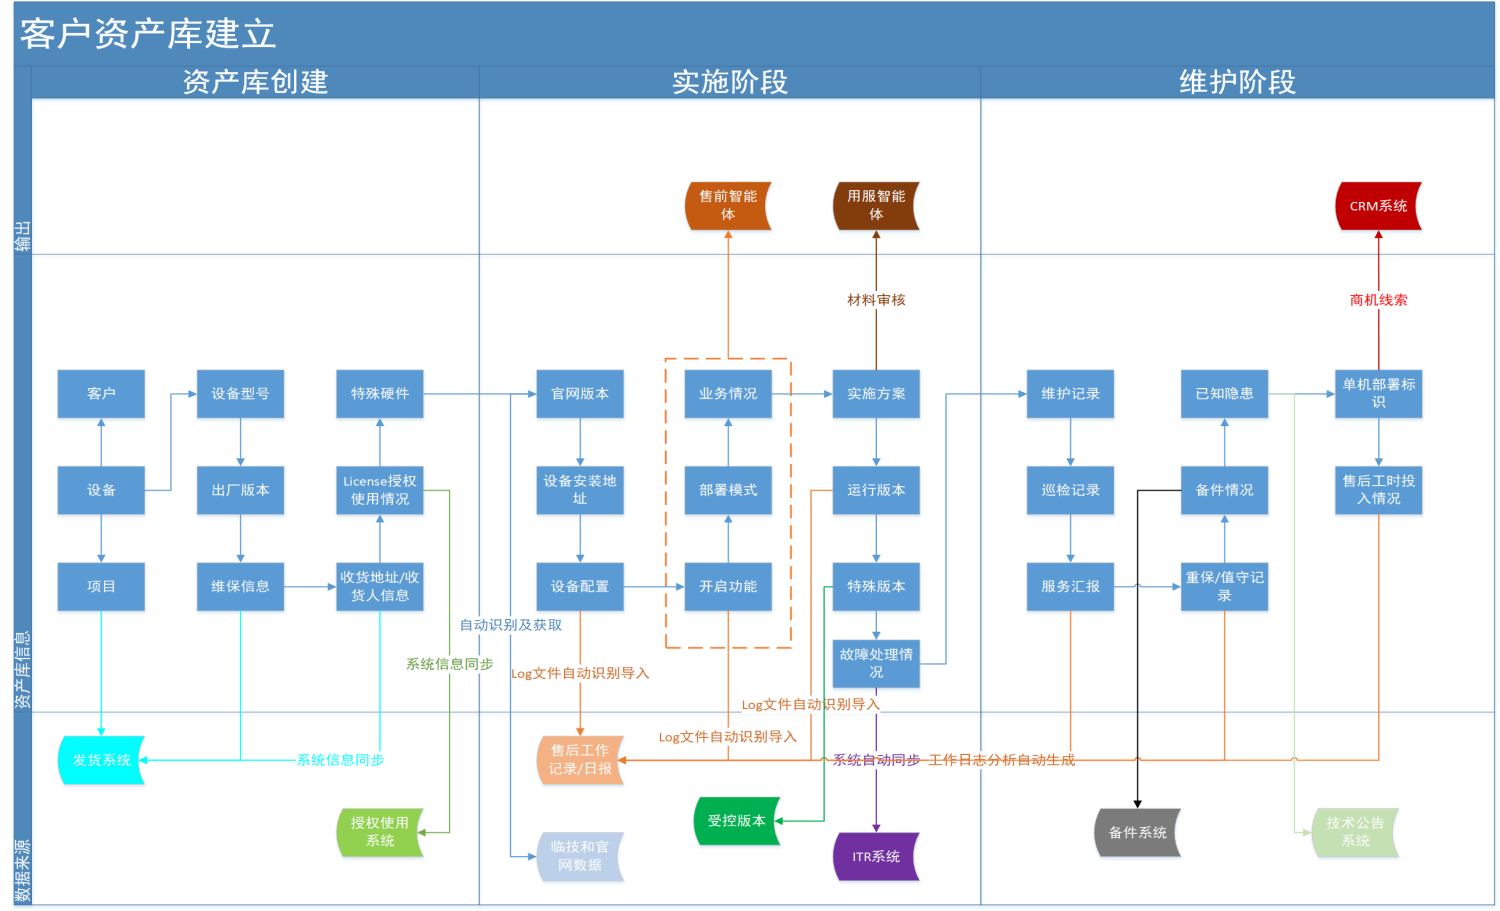 客户资产库建立
资产库创建
实施阶段
维护阶段
输出
售前智能
体
用服智能
体
CRM系统
材料审核
商机线索
资产库信息
客户
设备型号
特殊硬件
官网版本
业务情况
实施方案
维护记录
已知隐患
单机部署标
识
设备
出厂版本
License授权
使用情况
设备安装地
址
部署模式
运行版本
巡检记录
备件情况
售后工时投
入情况
项目
维保信息
收货地址/收
货人信息
设备配置
开启功能
特殊版本
服务汇报
重保/值守记
录
自动识别及获取
故障处理情
况
系统信息同步
Log文件自动识别导入
Log文件自动识别导入
Log文件自动识别导入
数据来源
发货系统
系统信息同步
售后工作
记录/日报
系统自动同步
工作日志分析自动生成
授权使用
系统
受控版本
备件系统
技术公告
系统
临技和官
网数据
ITR系统